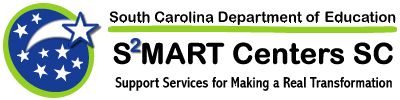 South Carolina Department of Education
S²MART Centers SC
Support Services for Making a Real Transformation